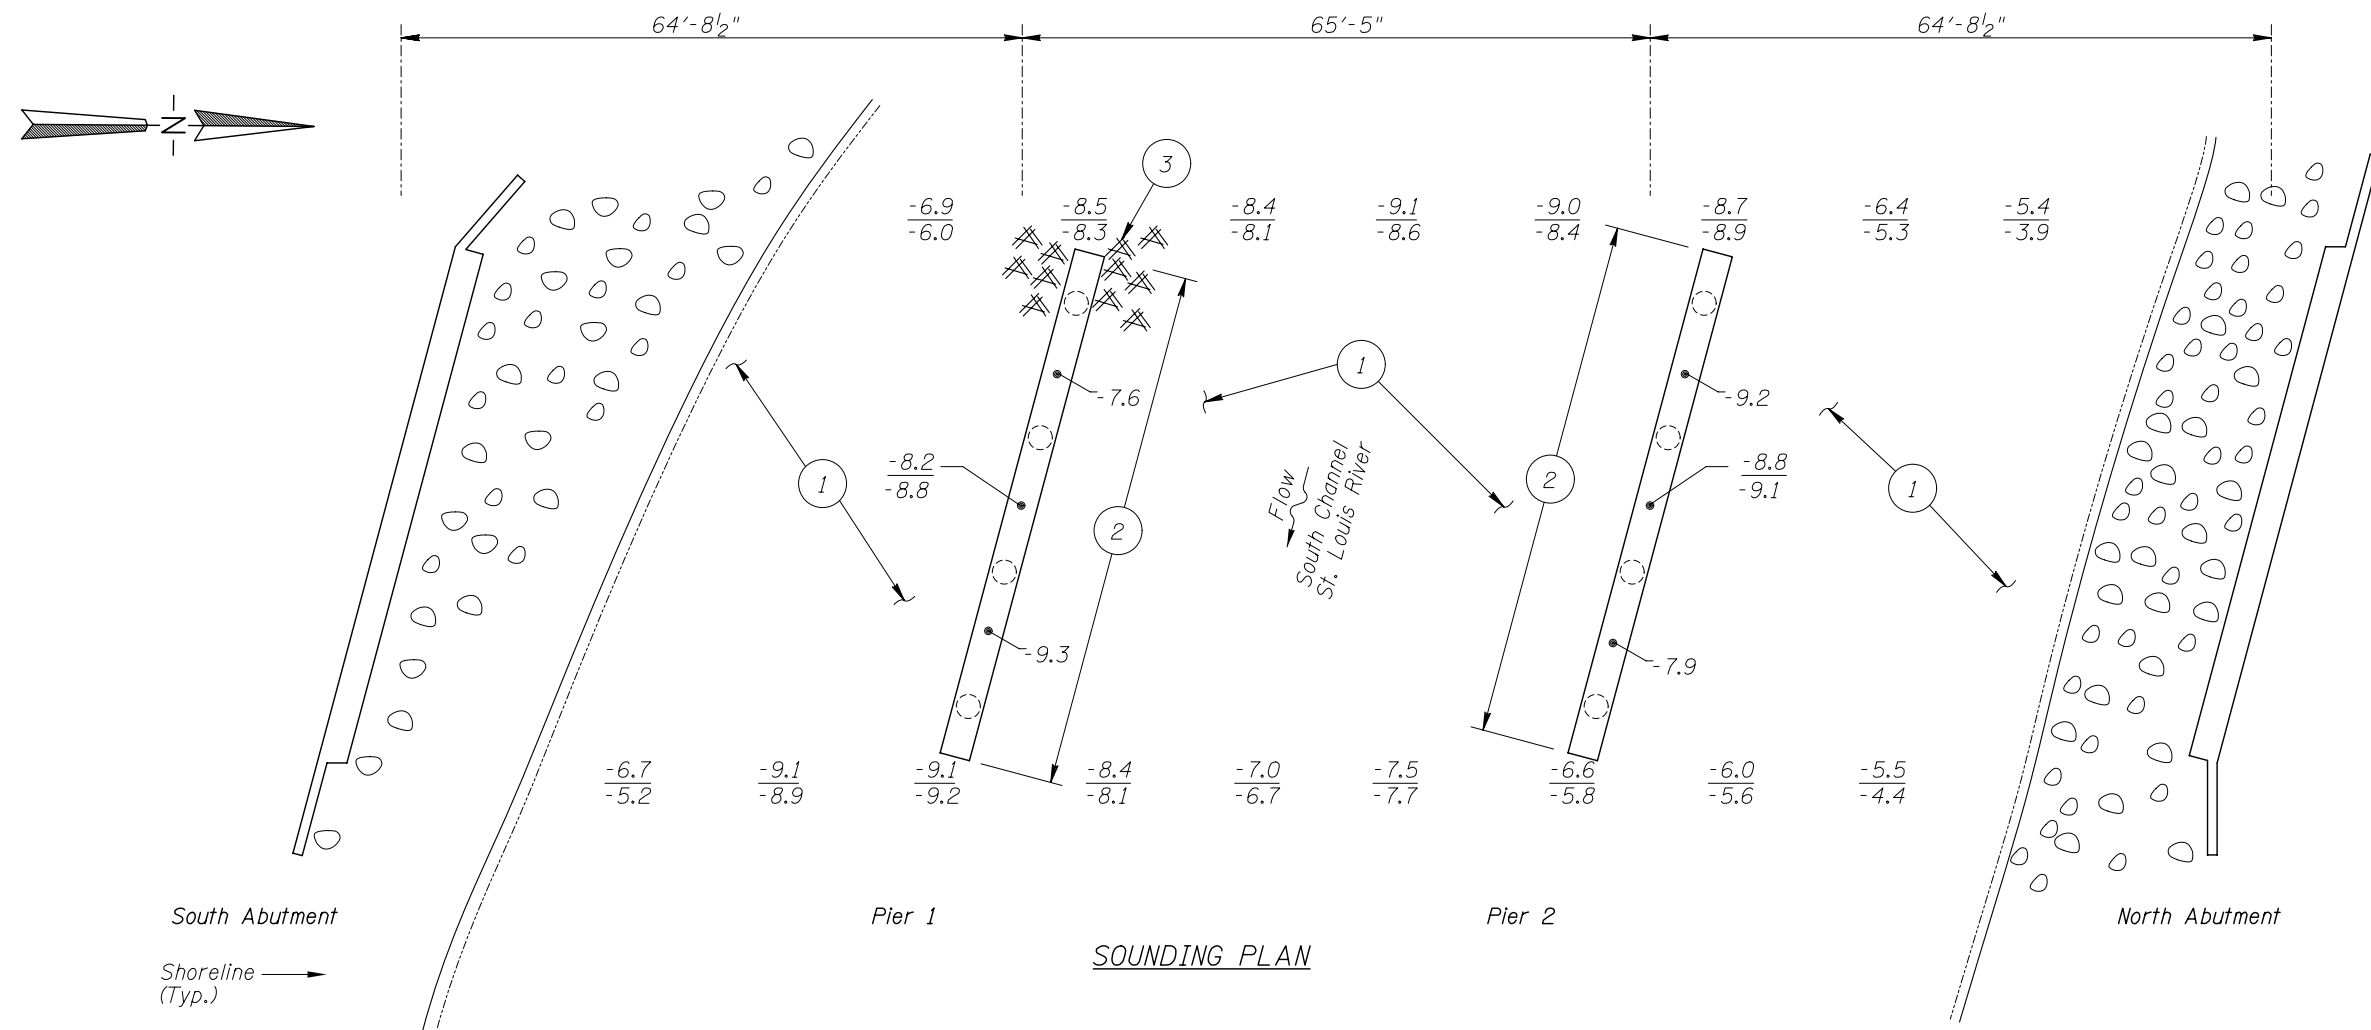 64'-8½" 65'-5" 64'-8½"
N
3
-6.9 -8.5 -8.4 -9.1 -9.0 -8.7 -6.4 -5.4
-6.0 -8.3 -8.1 -8.6 -8.4 -8.9 -5.3 -3.9
1
-7.6 -9.2
-8.2 -8.8
-8.8 -9.1
1 2 1
2
Flow
South Channel
St. Louis River
-9.3 -7.9
-6.7 -9.1 -9.1 -8.4 -7.0 -7.5 -6.6 -6.0 -5.5
-5.2 -8.9 -9.2 -8.1 -6.7 -7.7 -5.8 -5.6 -4.4
South Abutment Pier 1 Pier 2 North Abutment
SOUNDING PLAN
Shoreline
(Typ.)